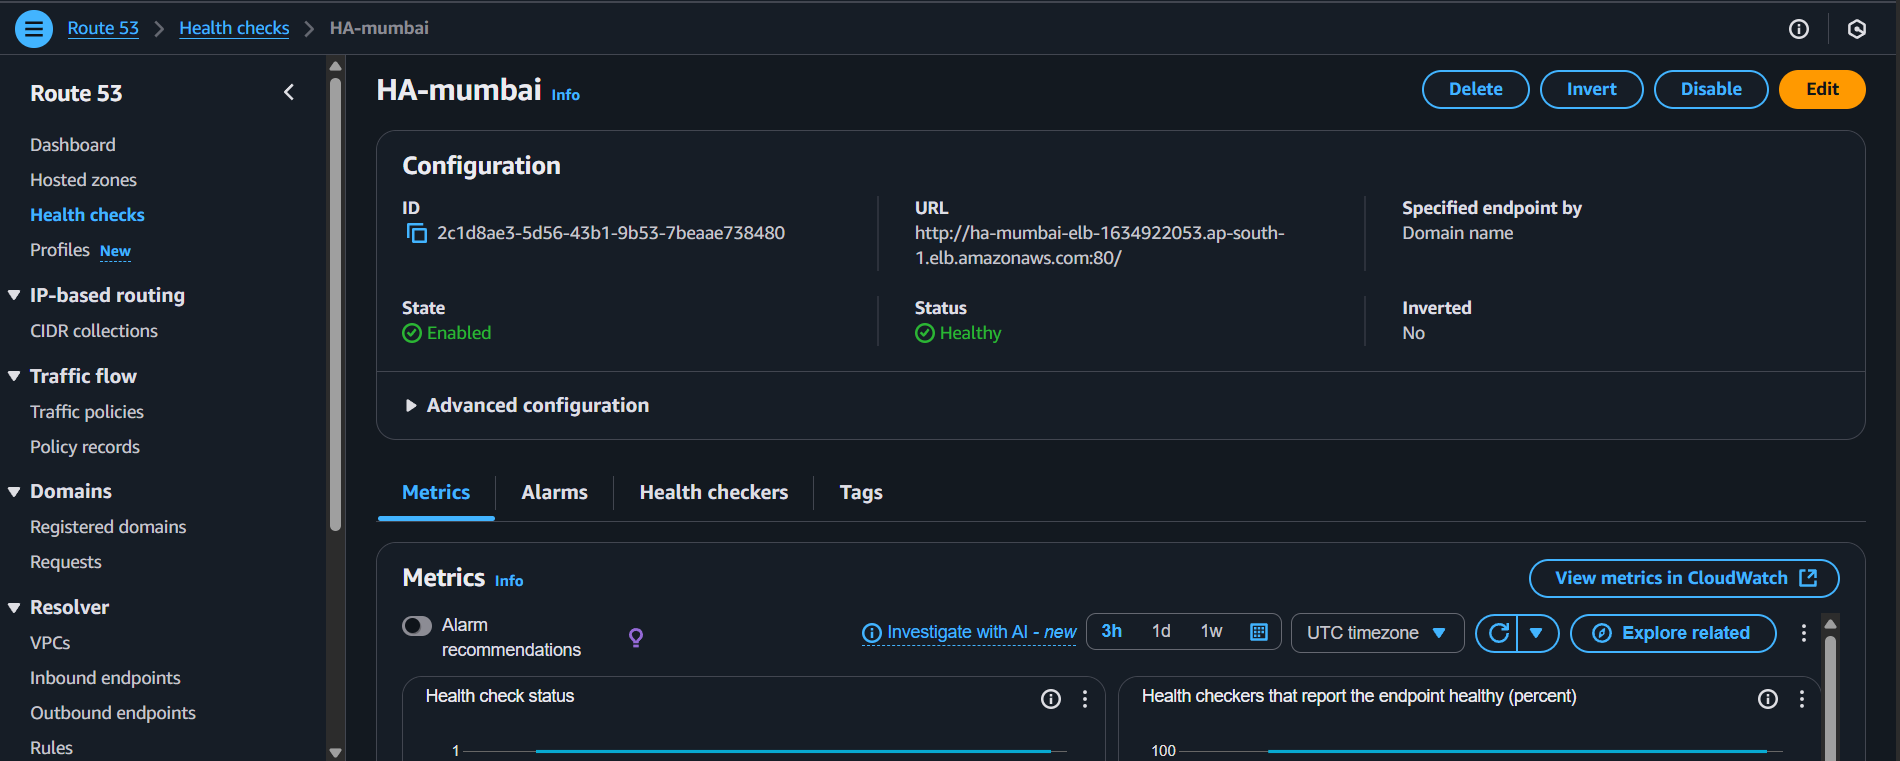 Route 53 > Health checks > HA-mumbai
Route 53
Dashboard
Hosted zones
Health checks
Profiles New
IP-based routing
CIDR collections
Traffic flow
Traffic policies
Policy records
Domains
Registered domains
Requests
Resolver
VPCs
Inbound endpoints
Outbound endpoints
Rules
HA-mumbai Info
Delete
Invert
Disable
Edit
Configuration
ID
2c1d8ae3-5d56-43b1-9b53-7beaae738480
URL
http://ha-mumbai-elb-1634922053.ap-south-
1.elb.amazonaws.com:80/
Specified endpoint by
Domain name
State
Enabled
Status
Healthy
Inverted
No
Advanced configuration
Metrics
Alarms
Health checkers
Tags
Metrics Info
View metrics in CloudWatch
Alarm
recommendations
Investigate with AI - new
3h 1d 1w
UTC timezone
Explore related
Health check status
1
Health checkers that report the endpoint healthy (percent)
100